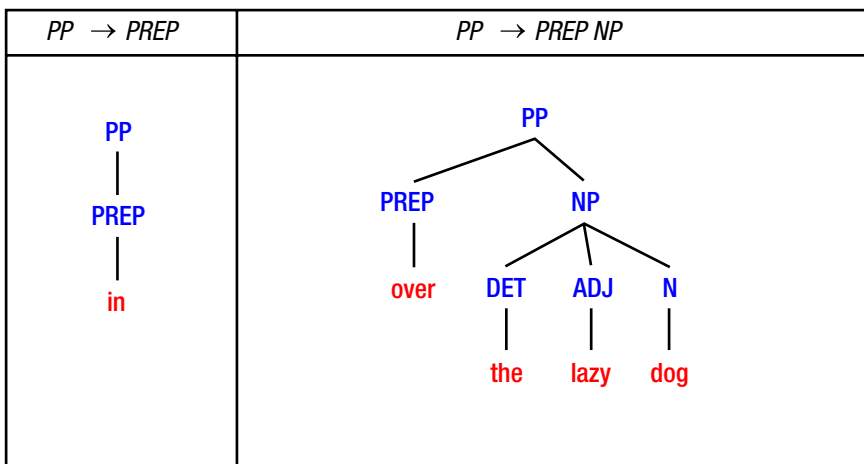 PP → PREP
PP → PREP NP
PP
PREP
in
PP
PREP NP
over DET ADJ N
the lazy dog